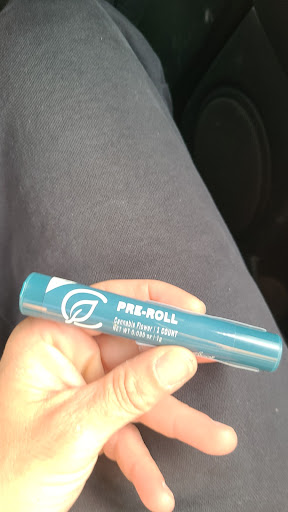 PRE-ROLL
Cannabis Flower | 1 COUNT
NET WT 0.035 oz | 1g